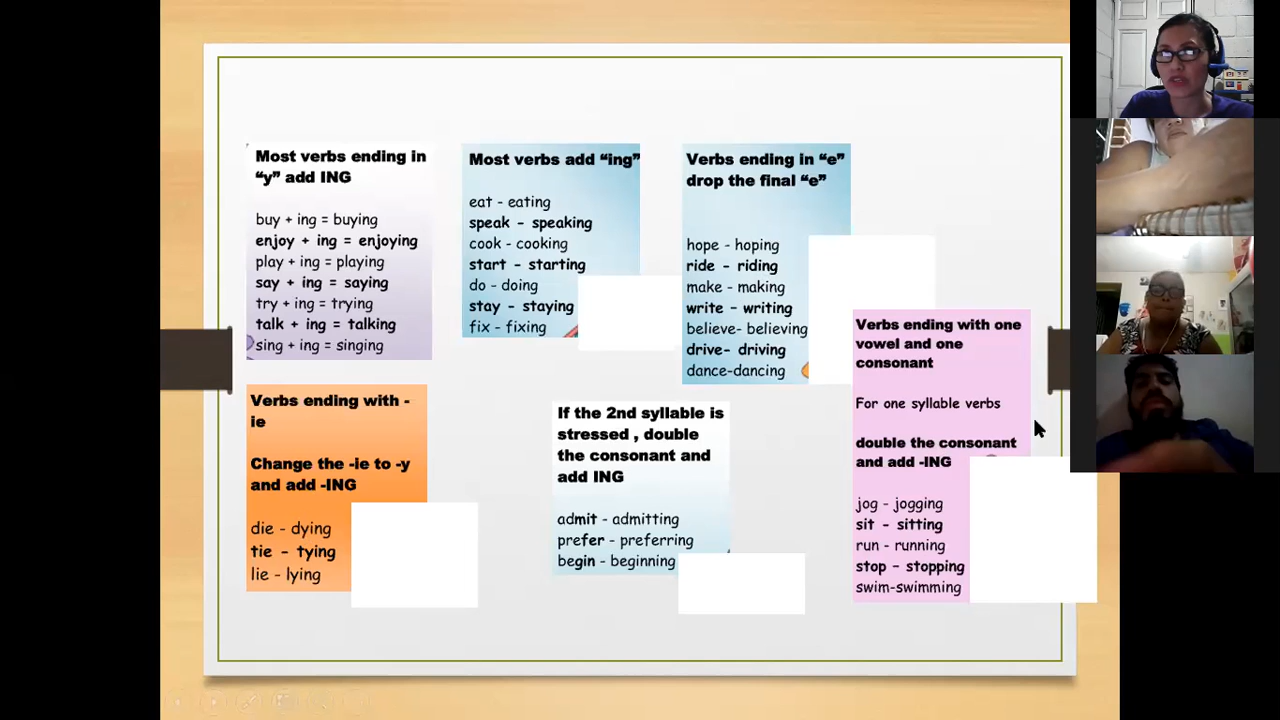 Most verbs ending in
“y” add ING
buy + ing = buying
enjoy + ing = enjoying
play + ing = playing
say + ing = saying
try + ing = trying
talk + ing = talking
sing + ing = singing
Most verbs add “ing”
eat - eating
speak - speaking
cook - cooking
start - starting
do - doing
stay - staying
fix - fixing
Verbs ending in “e”
drop the final “e”
hope - hoping
ride - riding
make - making
write - writing
believe- believing
drive- driving
dance-dancing
Verbs ending with -
ie
Change the -ie to -y
and add -ING
die - dying
tie - tying
lie - lying
If the 2nd syllable is
stressed , double
the consonant and
add ING
admit - admitting
prefer - preferring
begin - beginning
Verbs ending with one
vowel and one
consonant
For one syllable verbs
double the consonant
and add -ING
jog - jogging
sit - sitting
run - running
stop - stopping
swim-swimming